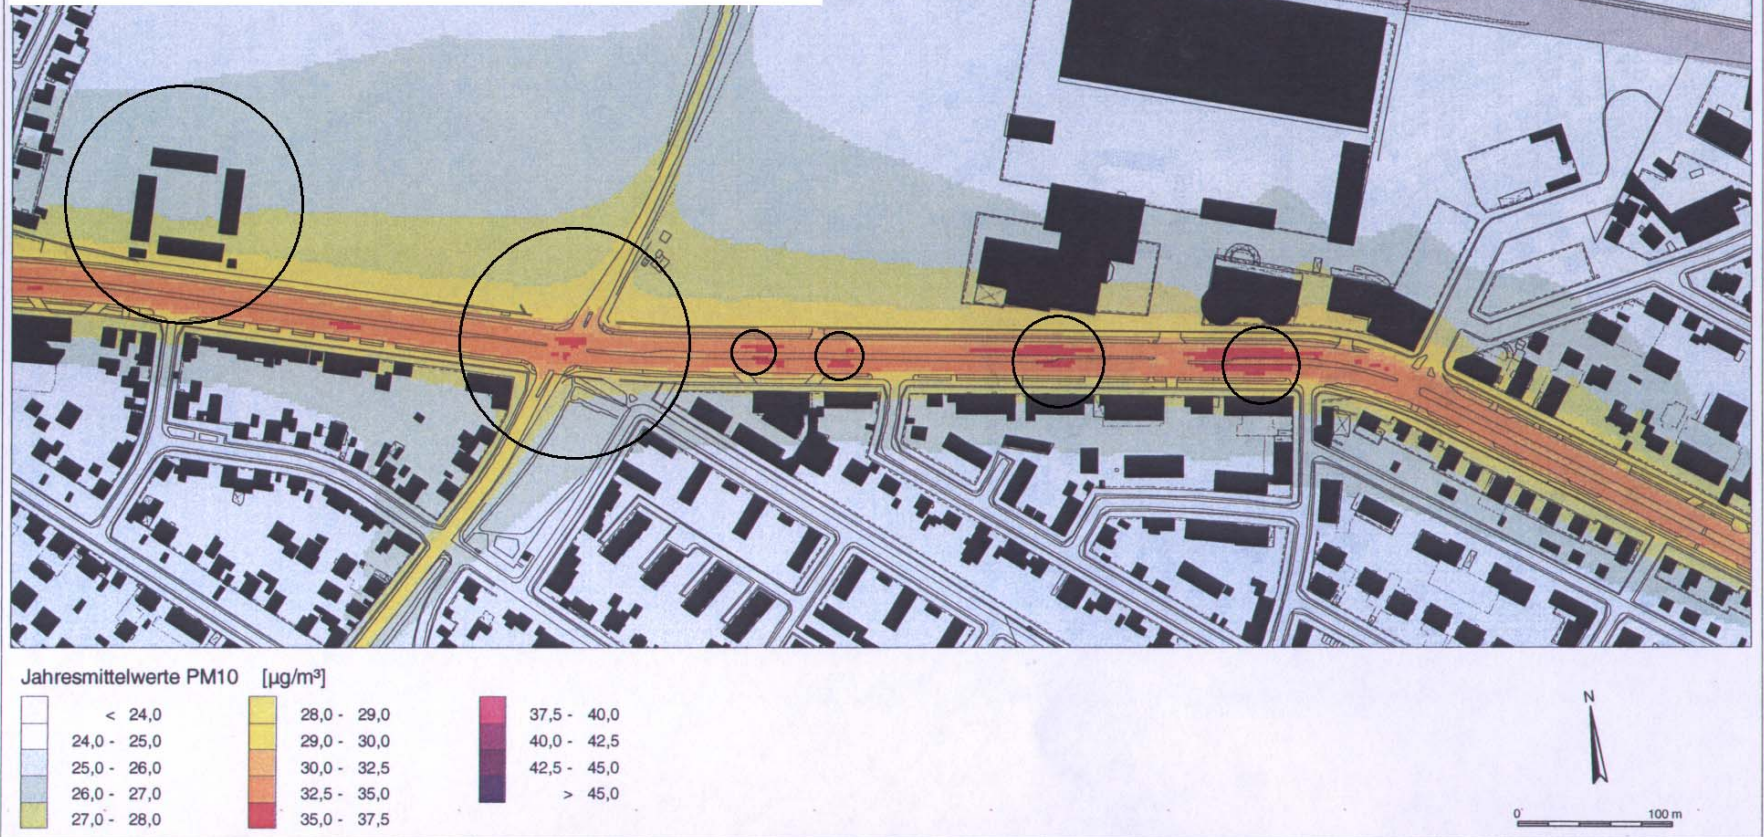 Jahresmittelwerte PM10 [µg/m³]
< 24,0
24,0 - 25,0
25,0 - 26,0
26,0 - 27,0
27,0 - 28,0
28,0 - 29,0
29,0 - 30,0
30,0 - 32,5
32,5 - 35,0
35,0 - 37,5
37,5 - 40,0
40,0 - 42,5
42,5 - 45,0
> 45,0
N
0 100 m